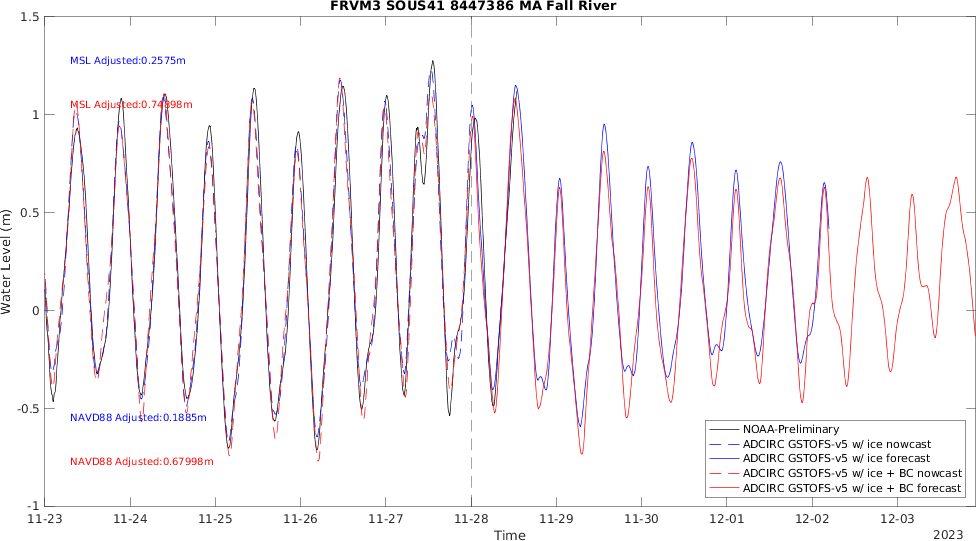 FRVM3 SOUS41 8447386 MA Fall River
1.5
1
0.5
0
-0.5
-1
Water Level (m)
MSL Adjusted:0.2575m
MSL Adjusted:0.74898m
NAVD88 Adjusted:0.1885m
NAVD88 Adjusted:0.67998m
NOAA-Preliminary
ADCIRC GSTOFS-v5 w/ ice nowcast
ADCIRC GSTOFS-v5 w/ ice forecast
ADCIRC GSTOFS-v5 w/ ice + BC nowcast
ADCIRC GSTOFS-v5 w/ ice + BC forecast
11-23 11-24 11-25 11-26 11-27 11-28 11-29 11-30 12-01 12-02 12-03
Time
2023